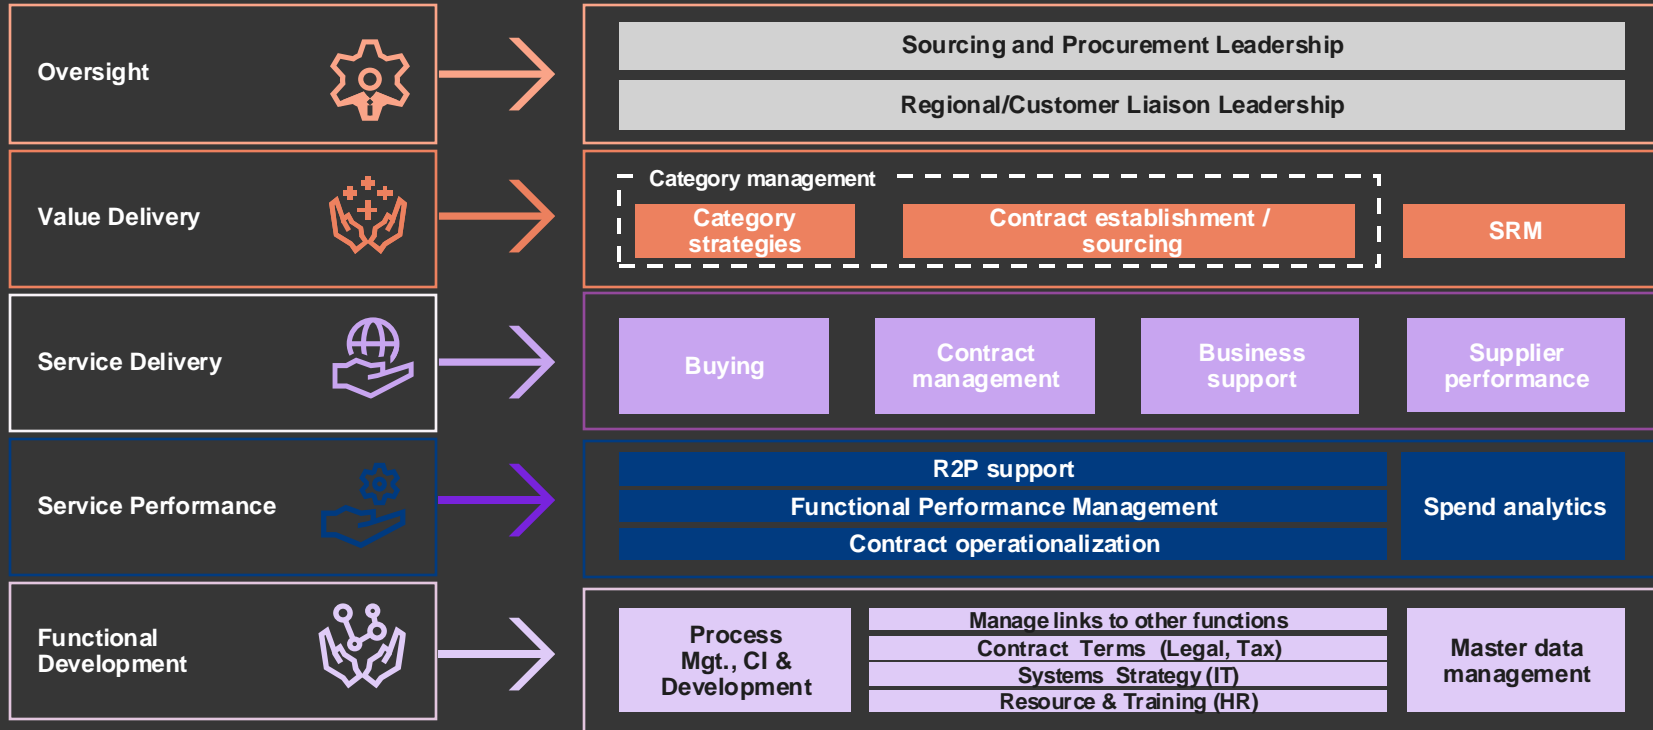 Oversight
Sourcing and Procurement Leadership
Regional/Customer Liaison Leadership
Value Delivery
Category management
Category
strategies
Contract establishment /
sourcing
SRM
Service Delivery
Buying
Contract
management
Business
support
Supplier
performance
Service Performance
R2P support
Functional Performance Management
Contract operationalization
Spend analytics
Functional
Development
Process
Mgt., CI &
Development
Manage links to other functions
Contract Terms (Legal, Tax)
Systems Strategy (IT)
Resource & Training (HR)
Master data
management